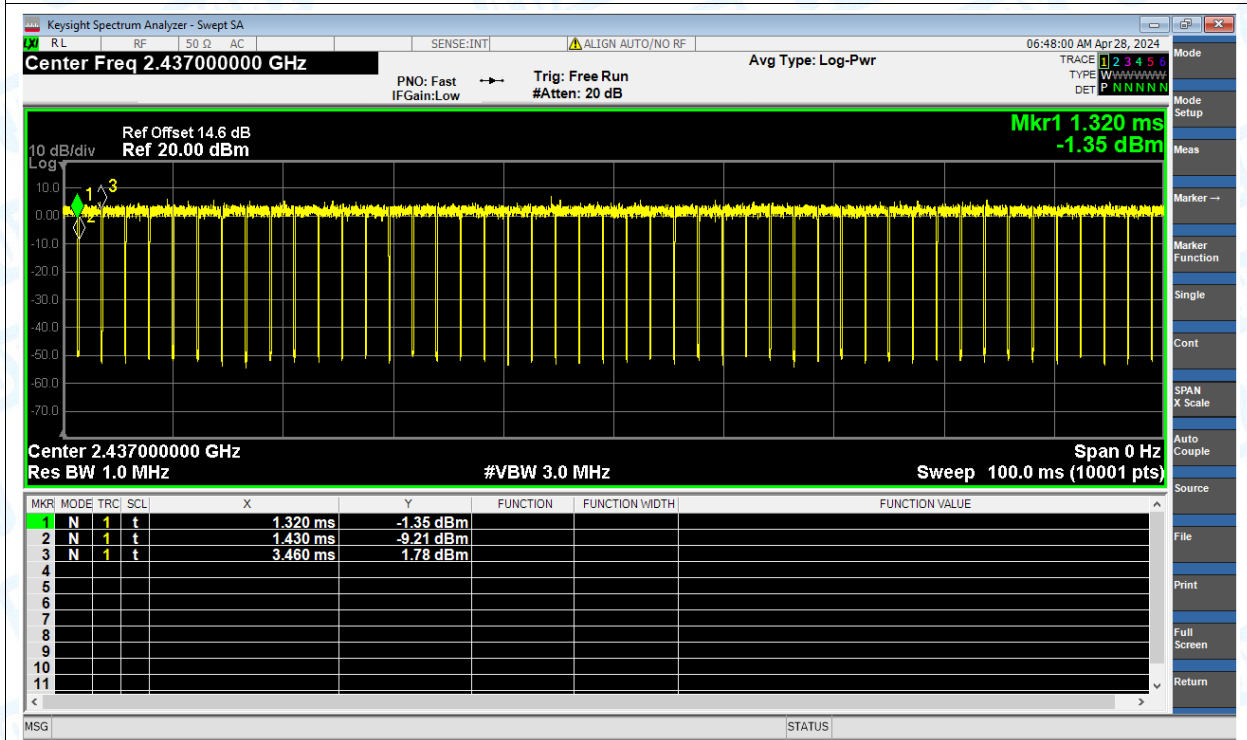 Keysight Spectrum Analyzer - Swept SA
LXI RL RF 50 Ω AC SENSE:INT ALIGN AUTO/NO RF 06:48:00 AM Apr 28, 2024
Center Freq 2.437000000 GHz
PNO: Fast
IFGain:Low
Trig: Free Run
#Atten: 20 dB
Avg Type: Log-Pwr
TRACE 1 2 3 4 5 6
TYPE WWWWWW
DET P N N N N N
Mkr1 1.320 ms
-1.35 dBm
Ref Offset 14.6 dB
10 dB/div Ref 20.00 dBm
Log
10.0
0.00
-10.0
-20.0
-30.0
-40.0
-50.0
-60.0
-70.0
1
2
3
Center 2.437000000 GHz Span 0 Hz
Res BW 1.0 MHz #VBW 3.0 MHz Sweep 100.0 ms (10001 pts)
MKR MODE TRC SCL X Y FUNCTION FUNCTION WIDTH FUNCTION VALUE
1 N 1 t 1.320 ms -1.35 dBm
2 N 1 t 1.430 ms -9.21 dBm
3 N 1 t 3.460 ms 1.78 dBm
4
5
6
7
8
9
10
11
MSG STATUS
Mode
Mode
Setup
Meas
Marker→
Marker
Function
Single
Cont
SPAN
X Scale
Auto
Couple
Source
File
Print
Full
Screen
Return